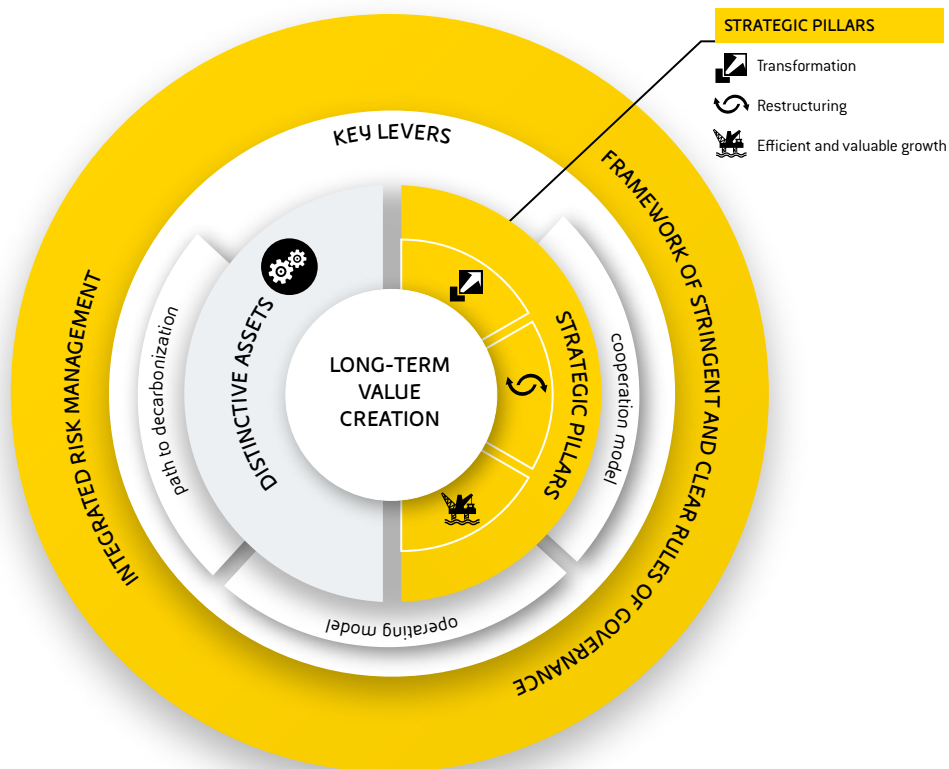 STRATEGIC PILLARS
Transformation
Restructuring
Efficient and valuable growth
KEY LEVERS
INTEGRATED RISK MANAGEMENT
FRAMEWORK OF STRINGENT AND CLEAR RULES OF GOVERNANCE
path to decarbonization
cooperation model
operating model
DISTINCTIVE ASSETS
STRATEGIC PILLARS
LONG-TERM
VALUE
CREATION